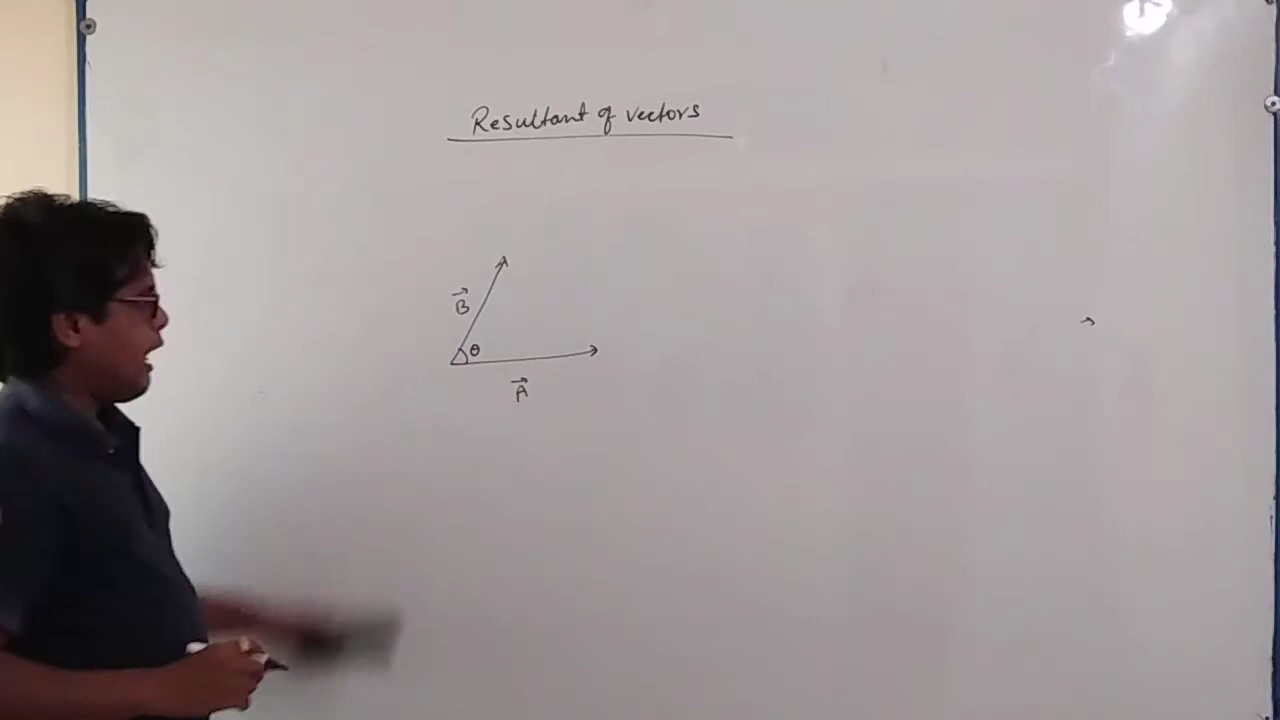 Resultant of vectors
B⃗
θ
A⃗